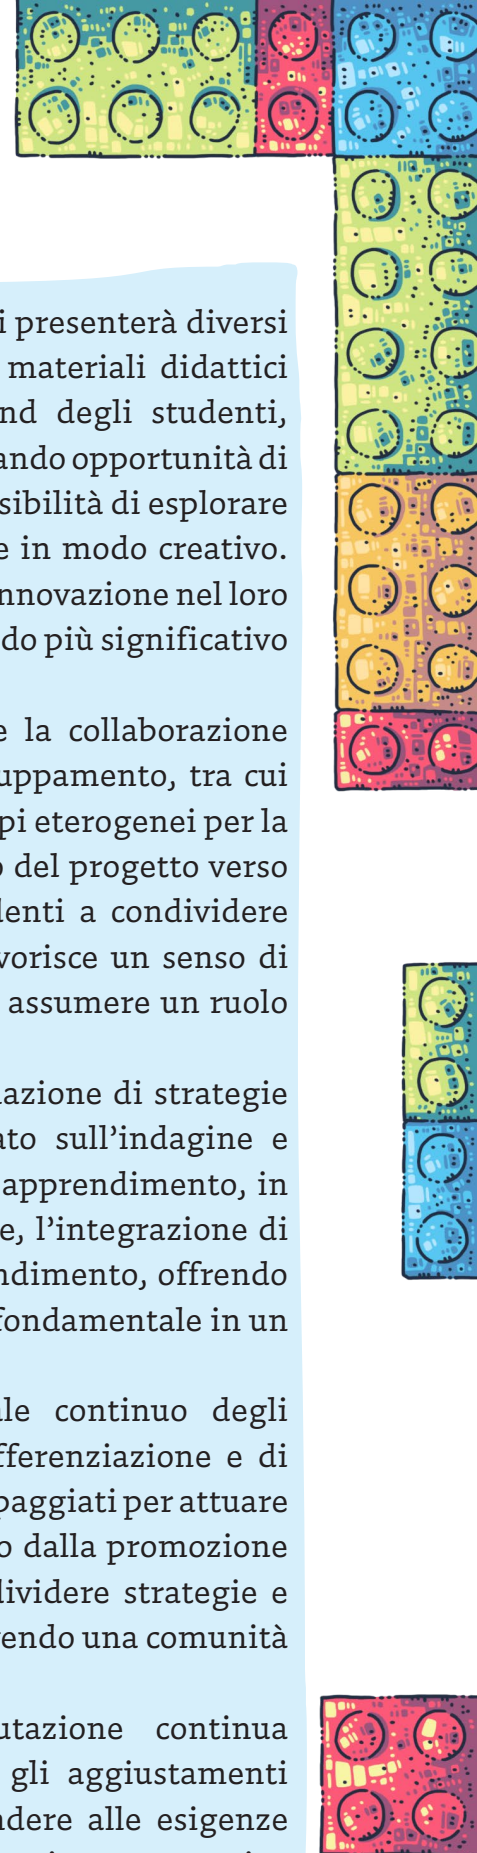 i presenterà diversi
materiali didattici
nd degli studenti,
ando opportunità di
sibilità di esplorare
e in modo creativo.
nnovazione nel loro
do più significativo
e la collaborazione
uppamento, tra cui
pi eterogenei per la
o del progetto verso
denti a condividere
vorisce un senso di
assumere un ruolo
azione di strategie
ato sull’indagine e
apprendimento, in
e, l’integrazione di
ndimento, offrendo
fondamentale in un
le continuo degli
fferenziazione e di
paggiati per attuare
o dalla promozione
dividere strategie e
vendo una comunità
utazione continua
gli aggiustamenti
ndere alle esigenze